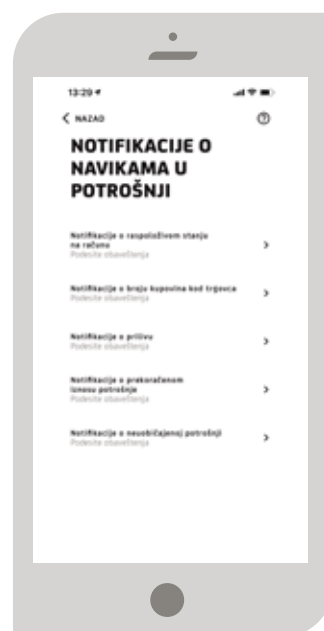 13:29
NAZAD
NOTIFIKACIJE O
NAVIKAMA U
POTROŠNJI
Notifikacije o raspoloživom stanju
na računu
Podesite obaveštenja
Notifikacije o broju kupovina kod trgovca
Podesite obaveštenja
Notifikacije o prilivu
Podesite obaveštenja
Notifikacije o prekoračenom
iznosu potrošnje
Podesite obaveštenja
Notifikacije o neuobičajenoj potrošnji
Podesite obaveštenja